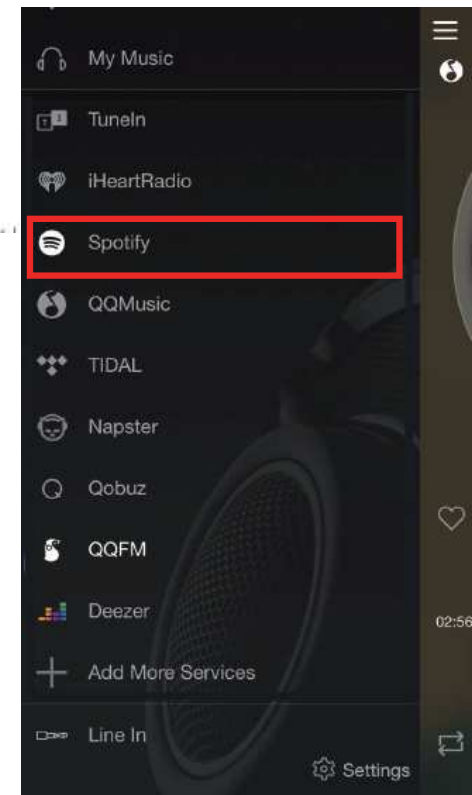 My Music
TuneIn
iHeartRadio
Spotify
QQMusic
TIDAL
Napster
Qobuz
QQFM
Deezer
02:56
Add More Services
Line In
Settings